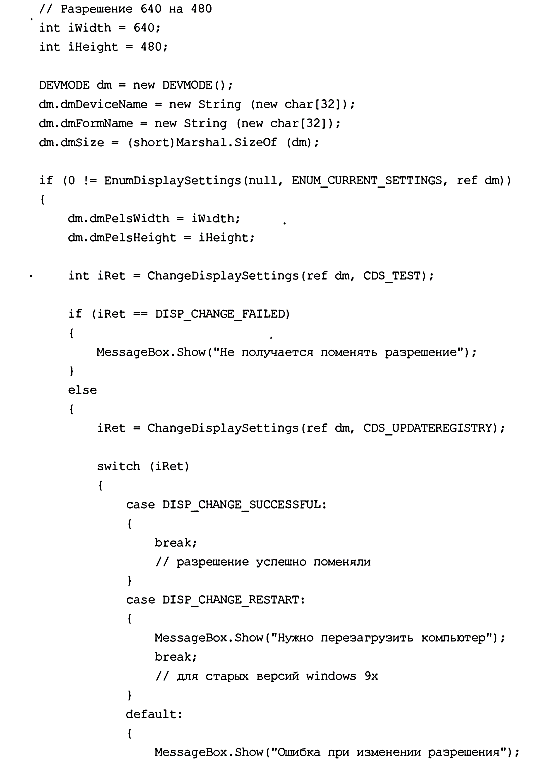 // Разрешение 640 на 480
int iWidth = 640;
int iHeight = 480;
DEVMODE dm = new DEVMODE();
dm.dmDeviceName = new String (new char[32]);
dm.dmFormName = new String (new char[32]);
dm.dmSize = (short)Marshal.SizeOf (dm);
if (0 != EnumDisplaySettings(null, ENUM_CURRENT_SETTINGS, ref dm))
{
dm.dmPelsWidth = iWidth;
dm.dmPelsHeight = iHeight;
int iRet = ChangeDisplaySettings(ref dm, CDS_TEST);
if (iRet == DISP_CHANGE_FAILED)
{
MessageBox.Show("Не получается поменять разрешение");
}
else
{
iRet = ChangeDisplaySettings(ref dm, CDS_UPDATEREGISTRY);
switch (iRet)
{
case DISP_CHANGE_SUCCESSFUL:
{
break;
// разрешение успешно поменяли
}
case DISP_CHANGE_RESTART:
{
MessageBox.Show("Нужно перезагрузить компьютер");
break;
// для старых версий windows 9x
}
default:
{
MessageBox.Show("Ошибка при изменении разрешения");